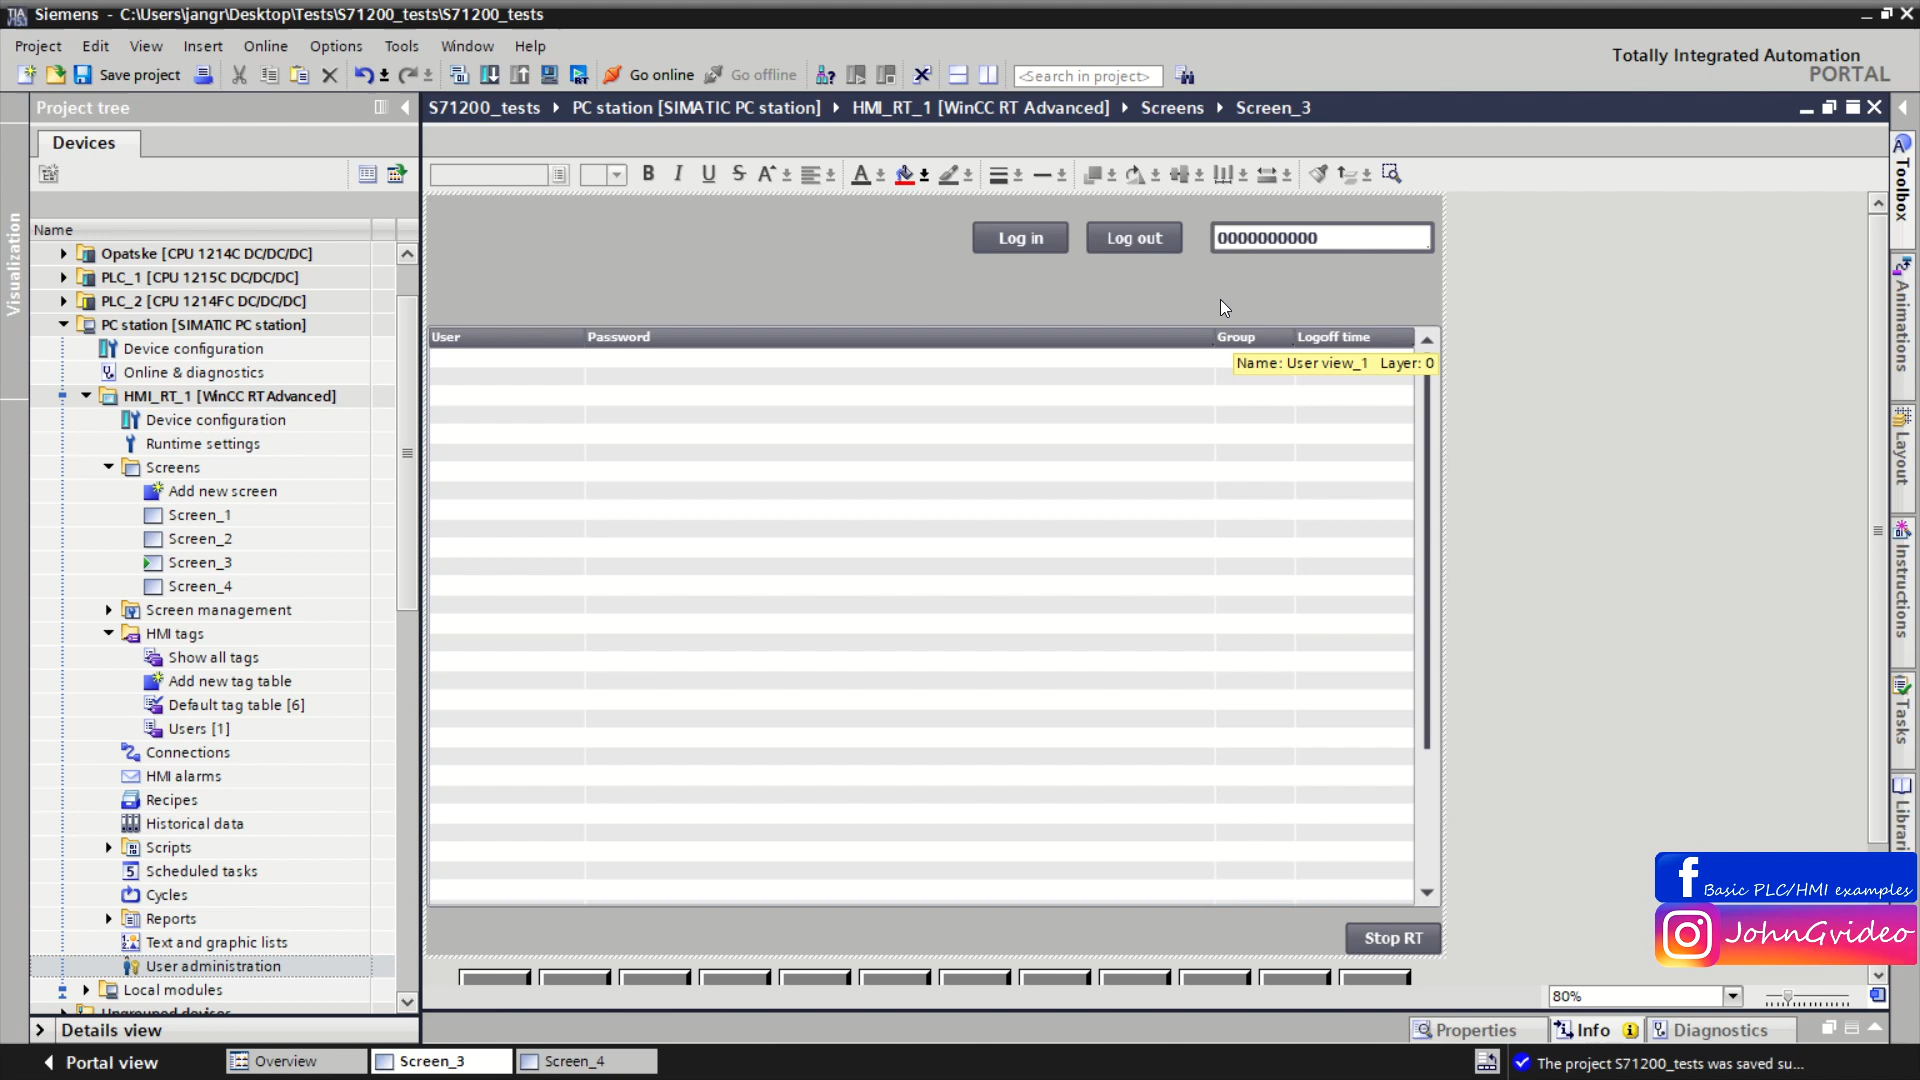 Siemens - C:\Users\jangr\Desktop\Tests\S71200_tests\S71200_tests
Project Edit View Insert Online Options Tools Window Help
Totally Integrated Automation
PORTAL
Save project
Go online
Go offline
<Search in project>
Project tree
S71200_tests
PC station [SIMATIC PC station]
HMI_RT_1 [WinCC RT Advanced]
Screens
Screen_3
Devices
Name
Opatske [CPU 1214C DC/DC/DC]
PLC_1 [CPU 1215C DC/DC/DC]
PLC_2 [CPU 1214FC DC/DC/DC]
PC station [SIMATIC PC station]
Device configuration
Online & diagnostics
HMI_RT_1 [WinCC RT Advanced]
Device configuration
Runtime settings
Screens
Add new screen
Screen_1
Screen_2
Screen_3
Screen_4
Screen management
HMI tags
Show all tags
Add new tag table
Default tag table [6]
Users [1]
Connections
HMI alarms
Recipes
Historical data
Scripts
Scheduled tasks
Cycles
Reports
Text and graphic lists
User administration
Local modules
Details view
Visualization
Log in
Log out
0000000000
User Password Group Logoff time
Name: User view_1 Layer: 0
Stop RT
Toolbox
Animations
Layout
Instructions
Tasks
Basic PLC/HMI examples
JohnGvideo
80%
Properties
Info
Diagnostics
Portal view
Overview
Screen_3
Screen_4
The project S71200_tests was saved su...